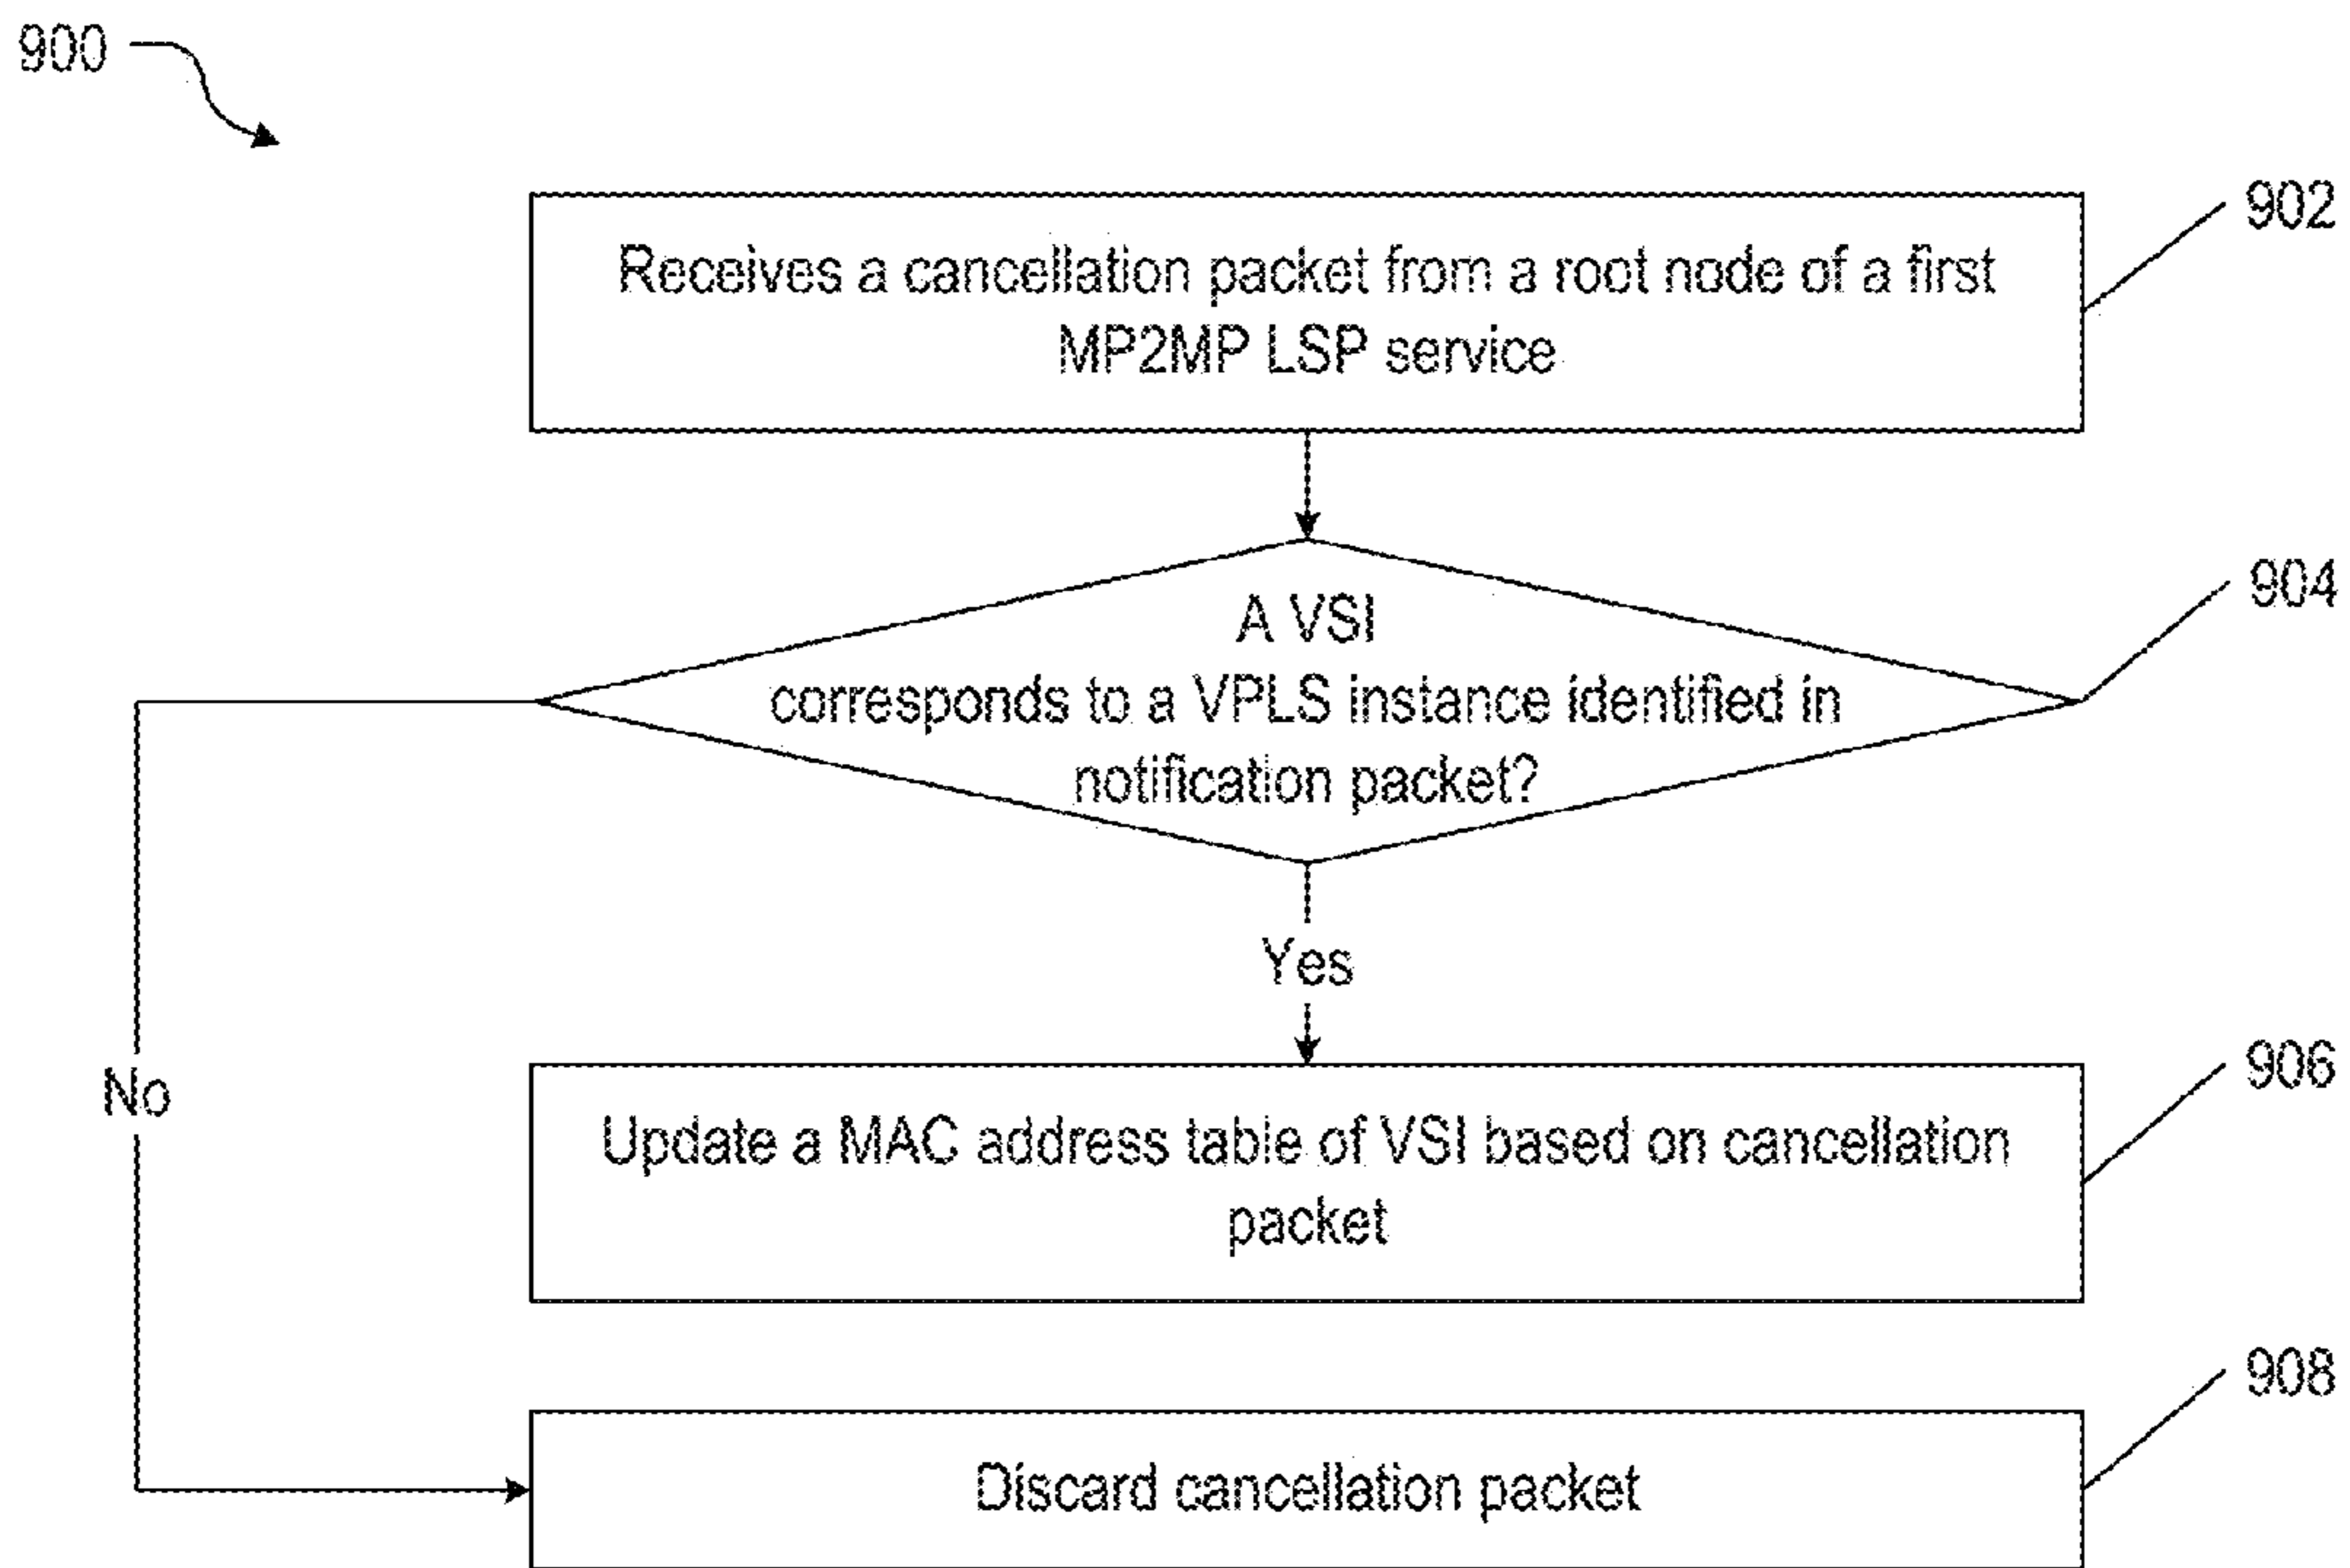 900
902
Receives a cancellation packet from a root node of a first
MP2MP LSP service
904
A VSI
corresponds to a VPLS instance identified in
notification packet?
Yes
No
906
Update a MAC address table of VSI based on cancellation
packet
908
Discard cancellation packet